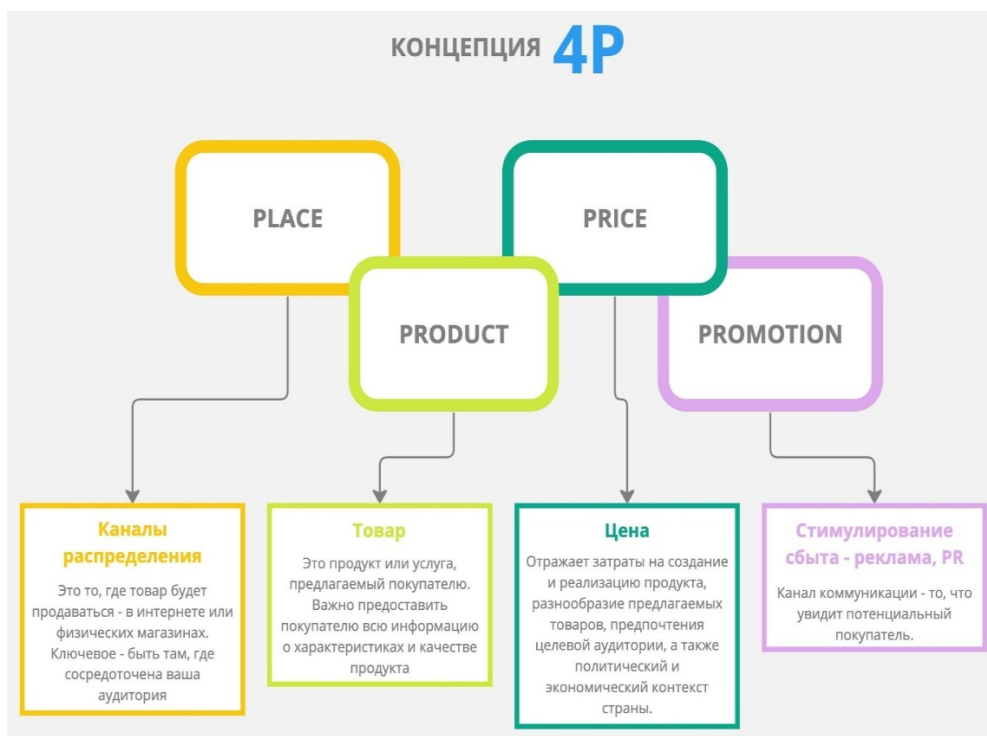 КОНЦЕПЦИЯ 4P
PLACE
PRICE
PRODUCT
PROMOTION
Каналы
распределения
Это то, где товар будет
продаваться - в интернете или
физических магазинах.
Ключевое - быть там, где
сосредоточена ваша
аудитория
Товар
Это продукт или услуга,
предлагаемый покупателю.
Важно предоставить
покупателю всю информацию
о характеристиках и качестве
продукта
Цена
Отражает затраты на создание
и реализацию продукта,
разнообразие предлагаемых
товаров, предпочтения
целевой аудитории, а также
политический и
экономический контекст
страны.
Стимулирование
сбыта - реклама, PR
Канал коммуникации - то, что
увидит потенциальный
покупатель.